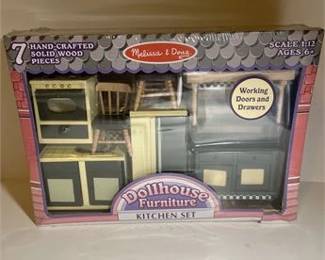 Melissa & Doug
7 HAND-CRAFTED
SOLID WOOD
PIECES
SCALE 1:12
AGES 6+
Working
Doors and
Drawers
Dollhouse
Furniture
KITCHEN SET